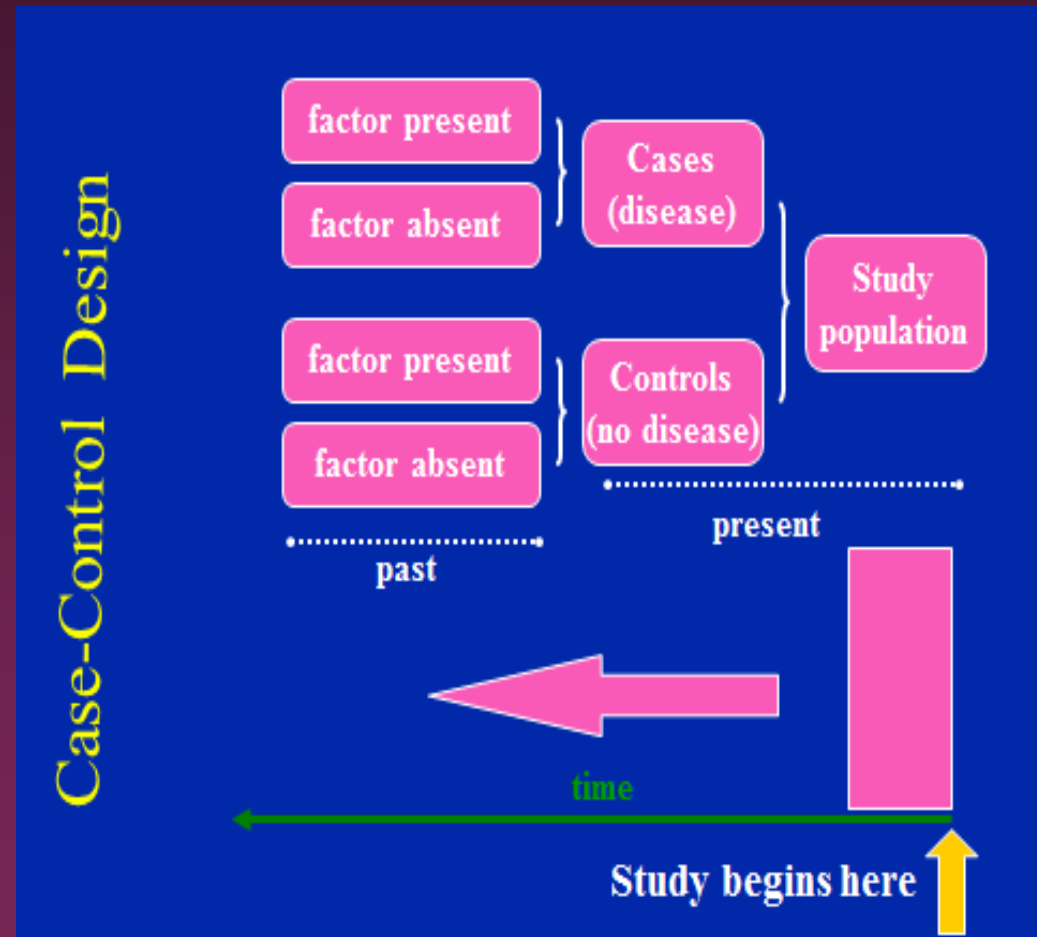 Case-Control Design
factor present
factor absent
Cases
(disease)
Study
population
factor present
factor absent
Controls
(no disease)
past
present
time
Study begins here